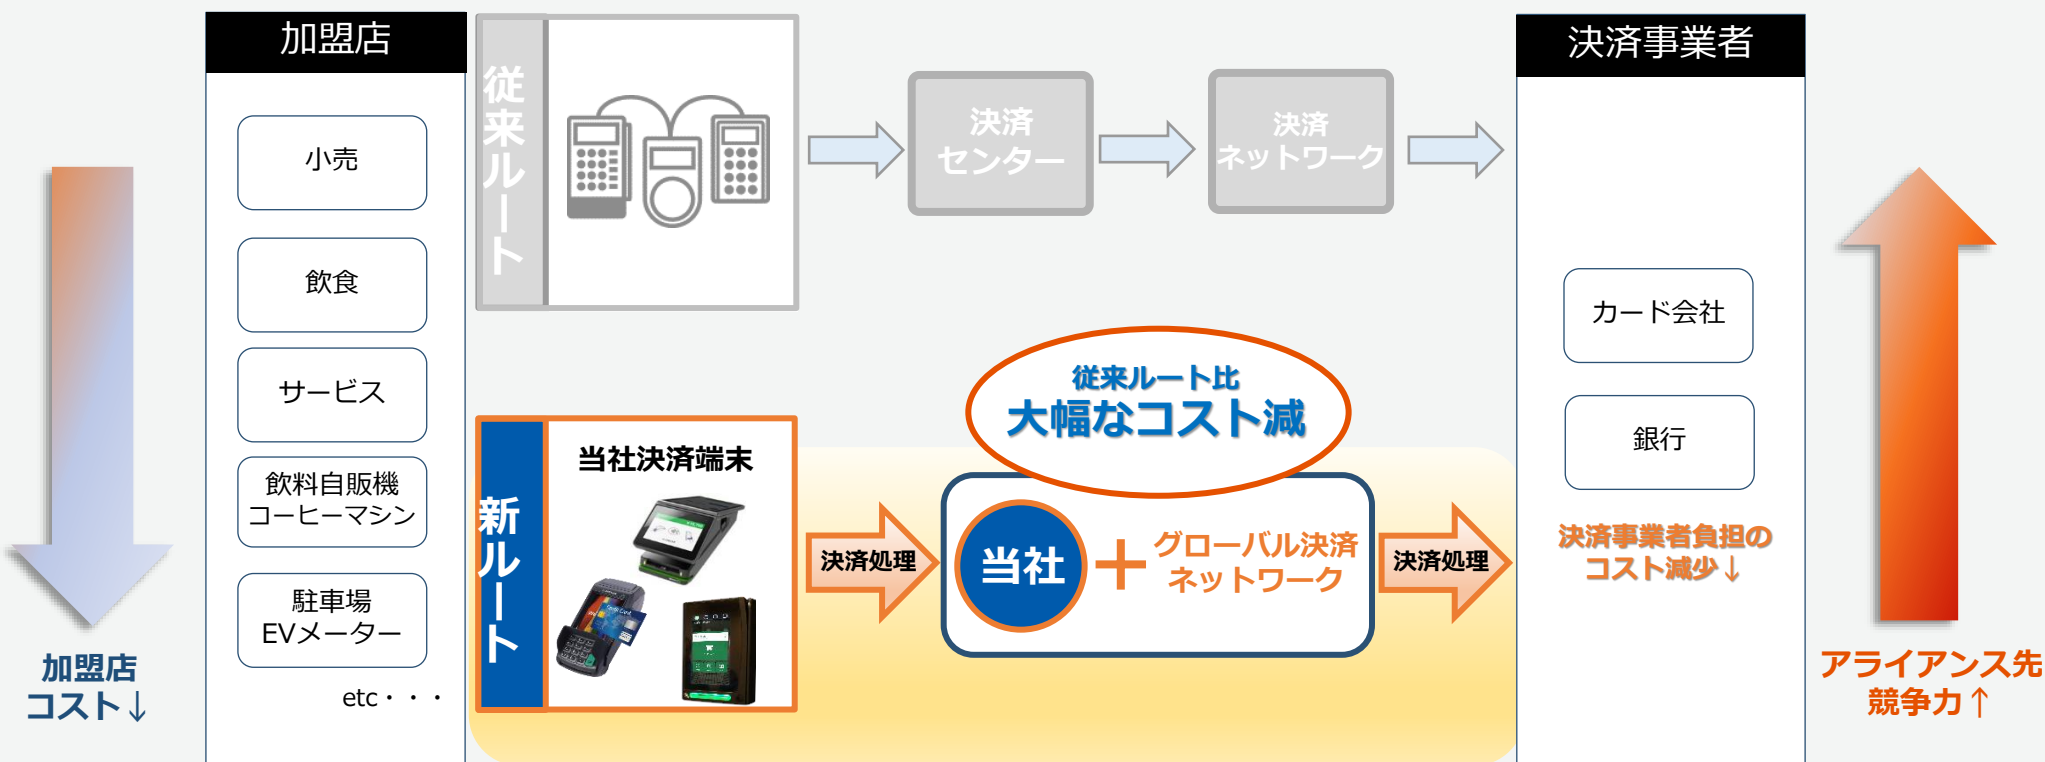 加盟店
小売
飲食
サービス
飲料自販機
コーヒーマシン
駐車場
EVメーター
etc・・・
加盟店
コスト↓
従来ルート
決済
センター
決済
ネットワーク
新ルート
当社決済端末
決済処理
従来ルート比
大幅なコスト減
当社
＋
グローバル決済
ネットワーク
決済処理
決済事業者
カード会社
銀行
決済事業者負担の
コスト減少↓
アライアンス先
競争力↑